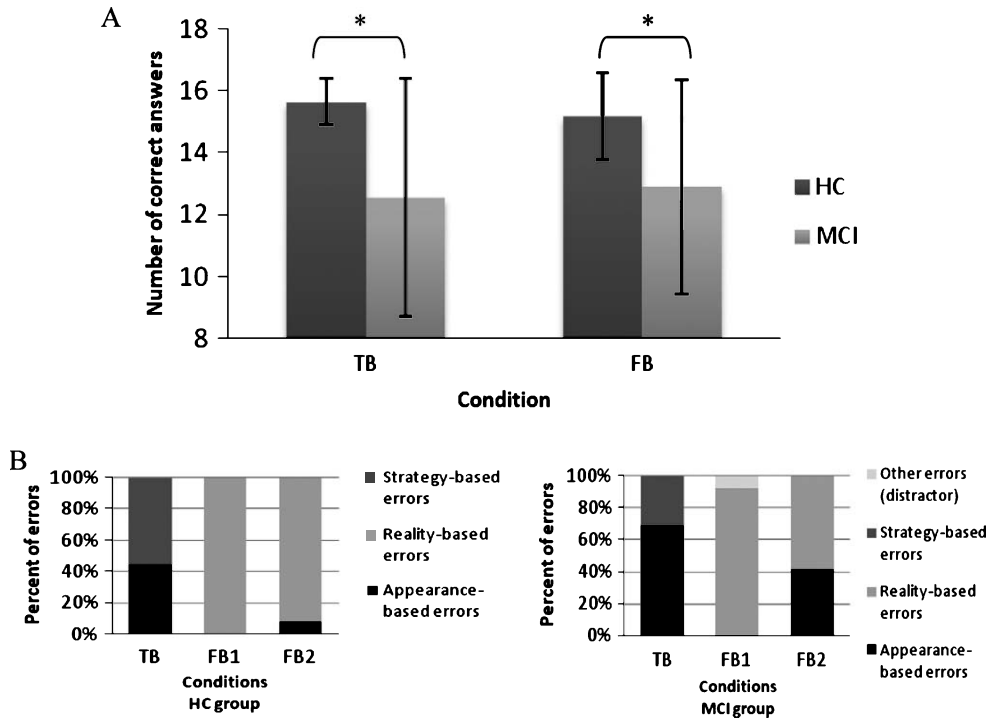 A
18
16
14
12
10
8
Number of correct answers
*
*
HC
MCI
TB
FB
Condition
B
100%
80%
60%
40%
20%
0%
Percent of errors
TB
FB1
FB2
Conditions
HC group
Strategy-based
errors
Reality-based
errors
Appearance-
based errors
100%
80%
60%
40%
20%
0%
Percent of errors
TB
FB1
FB2
Conditions
MCI group
Other errors
(distractor)
Strategy-based
errors
Reality-based
errors
Appearance-
based errors